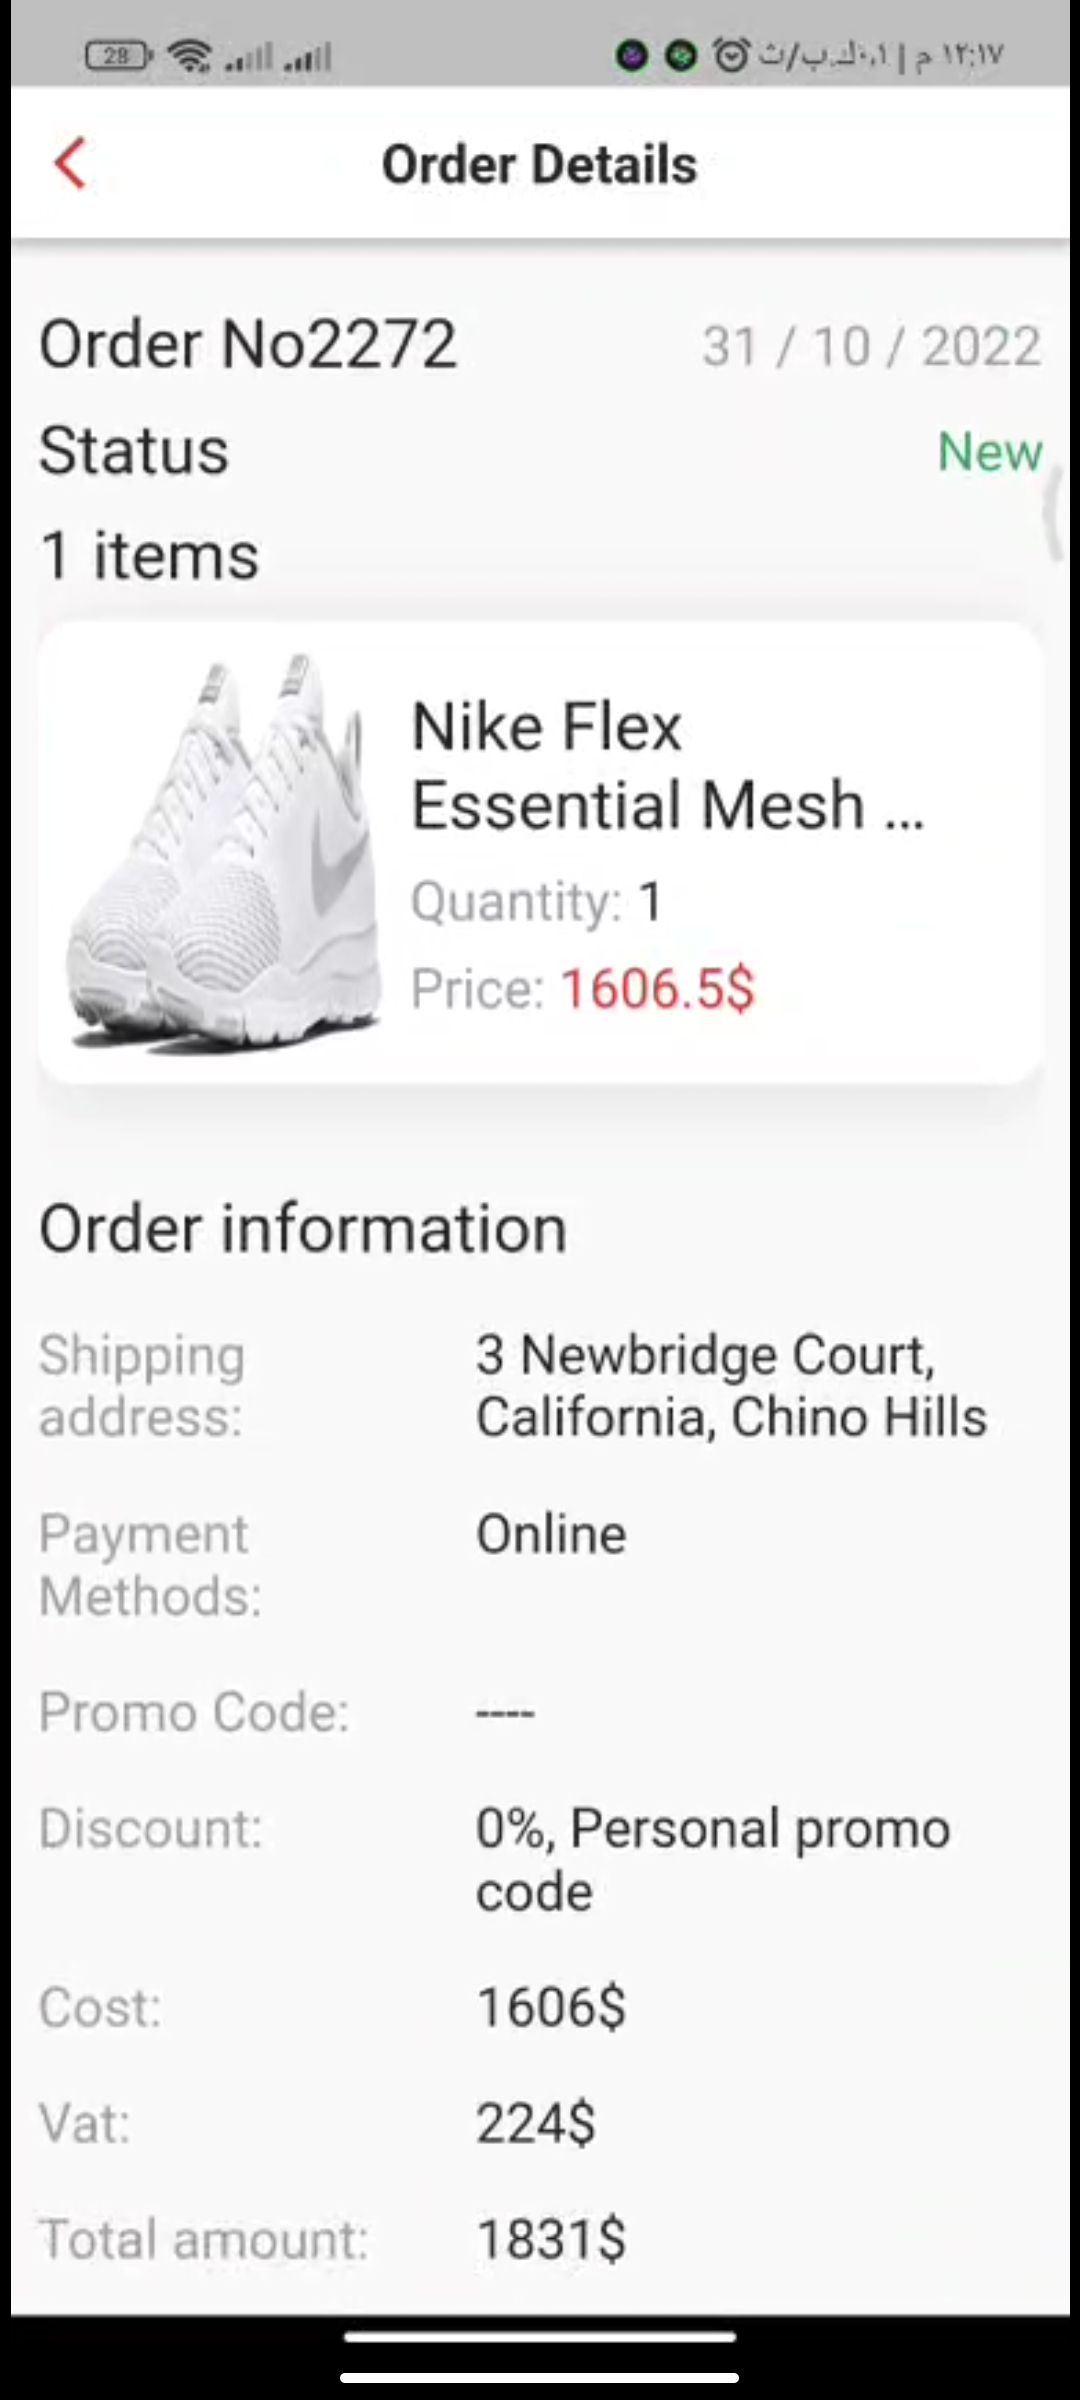 28 ١٢:١٧ م | ٠,١ك.ب/ث
Order Details
Order No2272 31 / 10 / 2022
Status New
1 items
Nike Flex
Essential Mesh ...
Quantity: 1
Price: 1606.5$
Order information
Shipping address: 3 Newbridge Court,
California, Chino Hills
Payment Methods: Online
Promo Code: ----
Discount: 0%, Personal promo
code
Cost: 1606$
Vat: 224$
Total amount: 1831$